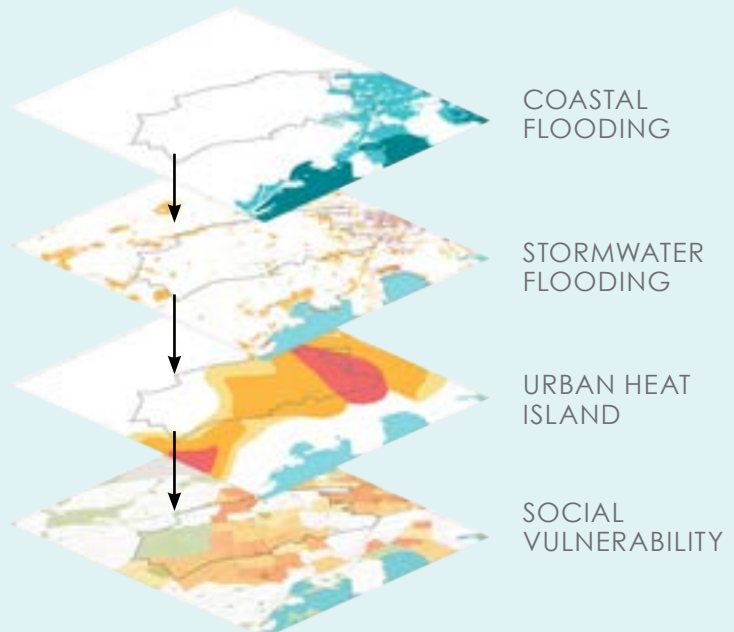 COASTAL
FLOODING
STORMWATER
FLOODING
URBAN HEAT
ISLAND
SOCIAL
VULNERABILITY